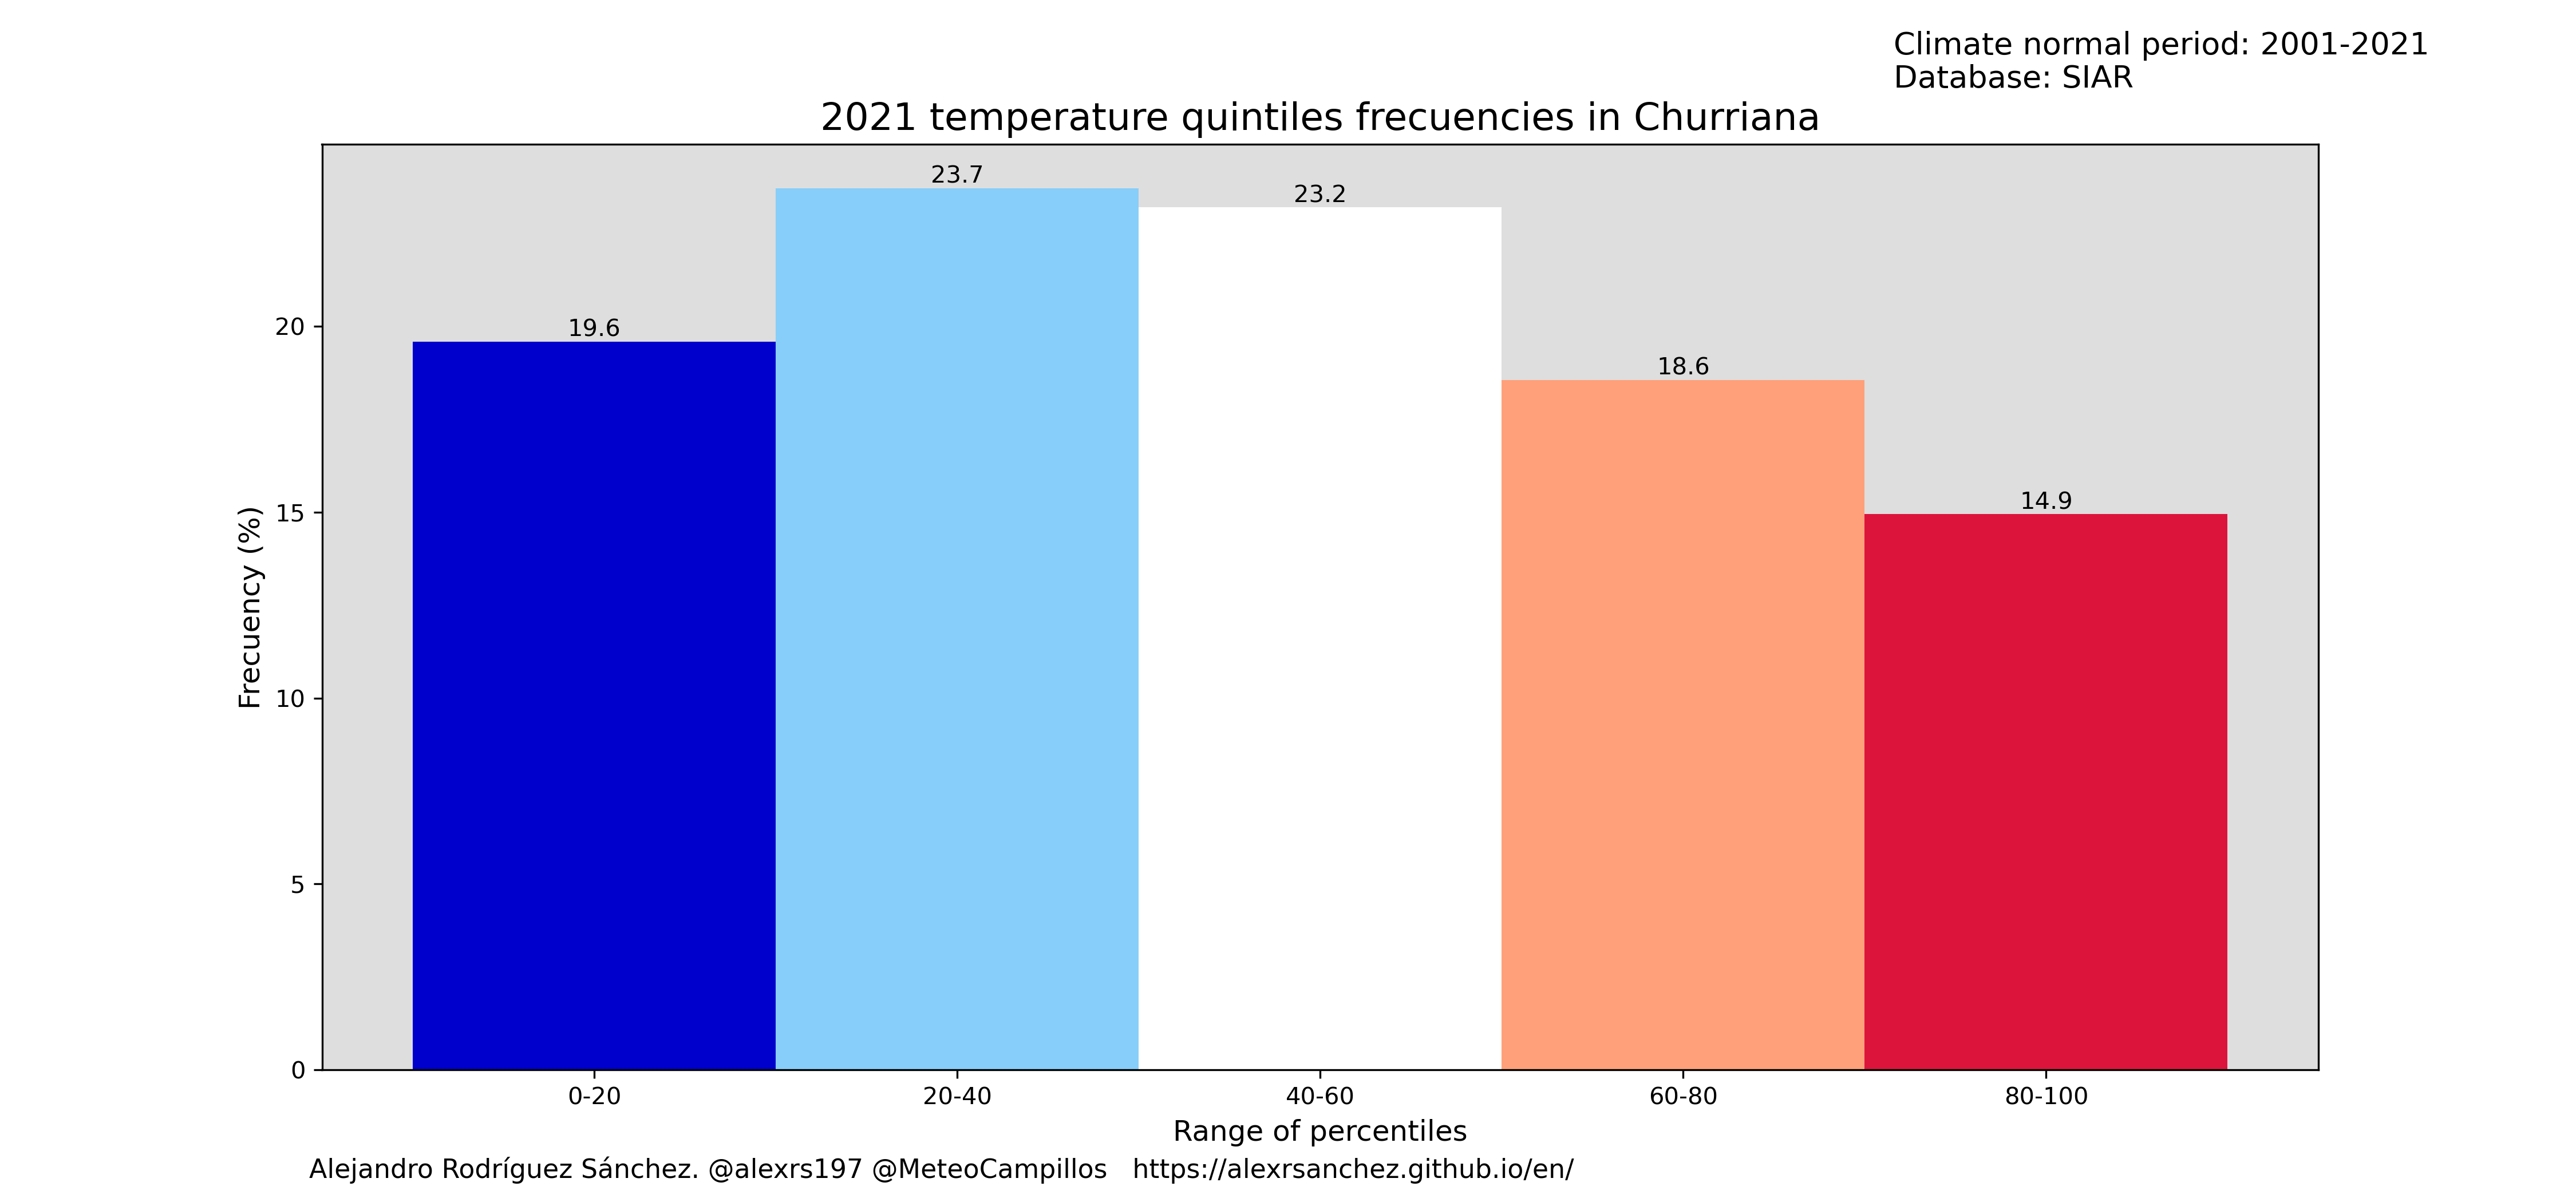 Climate normal period: 2001-2021
Database: SIAR
2021 temperature quintiles frecuencies in Churriana
23.7
23.2
19.6
18.6
14.9
20
15
10
5
0
Frecuency (%)
0-20 20-40 40-60 60-80 80-100
Range of percentiles
Alejandro Rodríguez Sánchez. @alexrs197 @MeteoCampillos https://alexrsanchez.github.io/en/